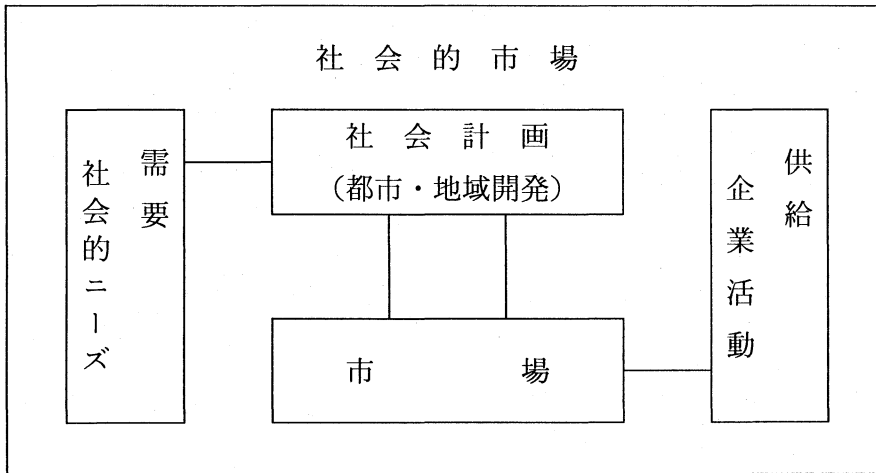 社会的市場
需要
社会的ニーズ
社会計画
（都市・地域開発）
市場
供給
企業活動